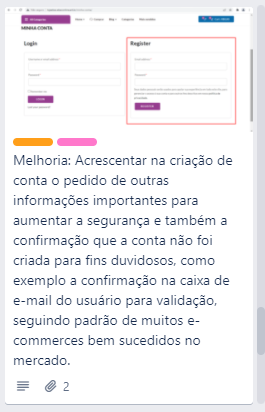 MINHA CONTA
Login
Register
Melhoria: Acrescentar na criação de
conta o pedido de outras
informações importantes para
aumentar a segurança e também a
confirmação que a conta não foi
criada para fins duvidosos, como
exemplo a confirmação na caixa de
e-mail do usuário para validação,
seguindo padrão de muitos e-
commerces bem sucedidos no
mercado.
2